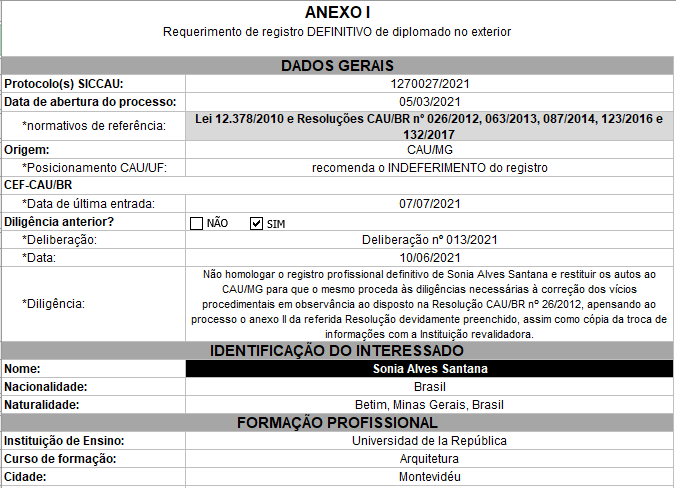 ANEXO I
Requerimento de registro DEFINITIVO de diplomado no exterior
DADOS GERAIS
Protocolo(s) SICCAU: 1270027/2021
Data de abertura do processo: 05/03/2021
*normativos de referência: Lei 12.378/2010 e Resoluções CAU/BR nº 026/2012, 063/2013, 087/2014, 123/2016 e
132/2017
Origem: CAU/MG
*Posicionamento CAU/UF: recomenda o INDEFERIMENTO do registro
CEF-CAU/BR
*Data de última entrada: 07/07/2021
Diligência anterior? NÃO SIM
*Deliberação: Deliberação nº 013/2021
*Data: 10/06/2021
*Diligência: Não homologar o registro profissional definitivo de Sonia Alves Santana e restituir os autos ao
CAU/MG para que o mesmo proceda às diligências necessárias à correção dos vícios
procedimentais em observância ao disposto na Resolução CAU/BR nº 26/2012, apensando ao
processo o anexo II da referida Resolução devidamente preenchido, assim como cópia da troca de
informações com a Instituição revalidadora.
IDENTIFICAÇÃO DO INTERESSADO
Nome: Sonia Alves Santana
Nacionalidade: Brasil
Naturalidade: Betim, Minas Gerais, Brasil
FORMAÇÃO PROFISSIONAL
Instituição de Ensino: Universidad de la República
Curso de formação: Arquitetura
Cidade: Montevidéu